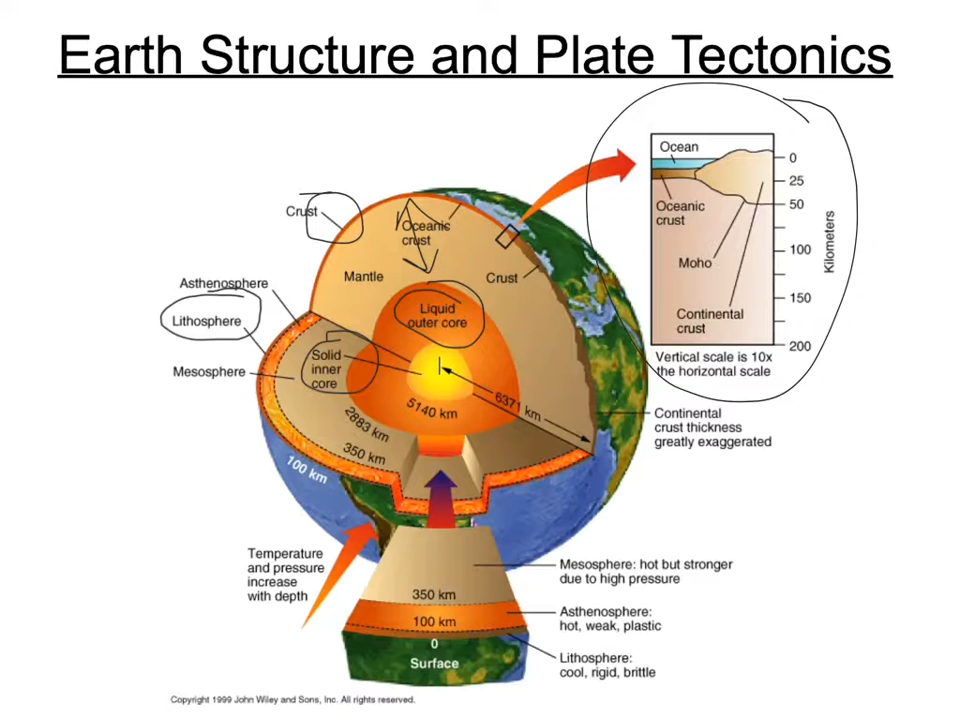 Earth Structure and Plate Tectonics
Ocean
0
Oceanic
crust
25
50
100
150
200
Kilometers
Moho
Continental
crust
Vertical scale is 10x
the horizontal scale
Crust
Oceanic
crust
Mantle
Crust
Asthenosphere
Lithosphere
Mesosphere
Liquid
outer core
Solid
inner
core
6371 km
5140 km
2883 km
350 km
100 km
Continental
crust thickness
greatly exaggerated
Temperature
and pressure
increase
with depth
Mesosphere: hot but stronger
due to high pressure
350 km
Asthenosphere:
hot, weak, plastic
100 km
0
Surface
Lithosphere:
cool, rigid, brittle
Copyright 1999 John Wiley and Sons, Inc. All rights reserved.